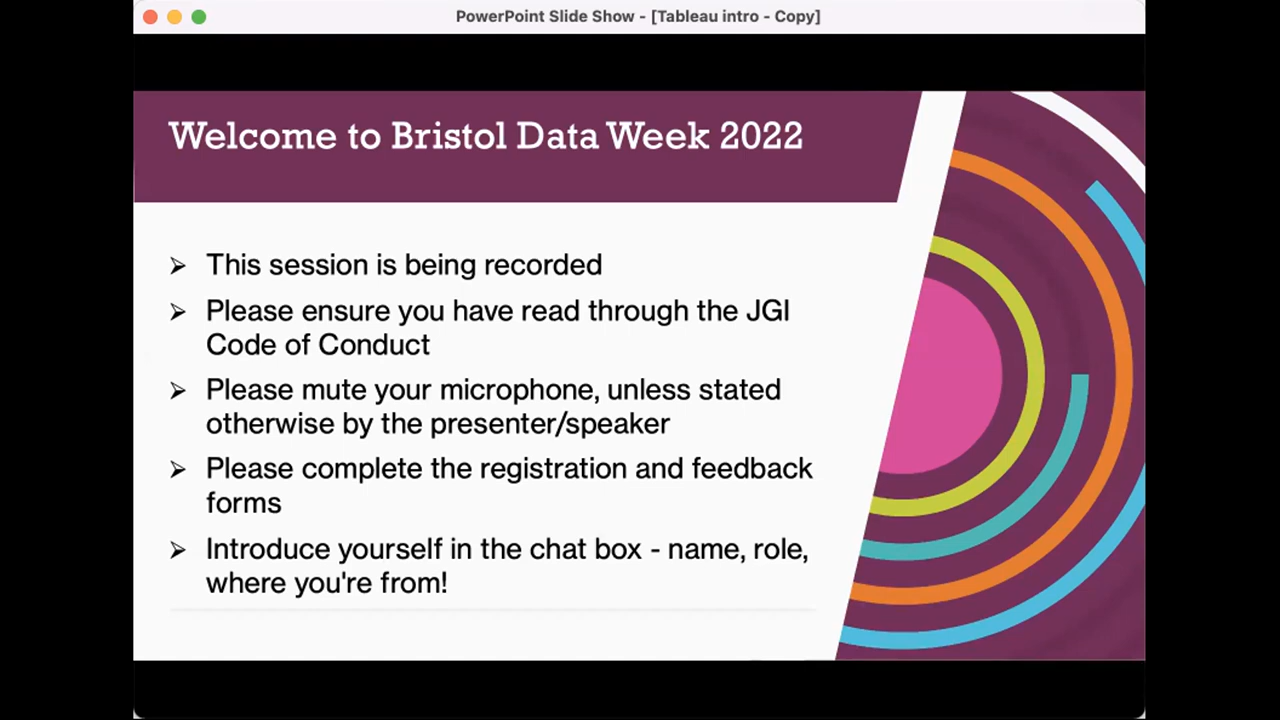 PowerPoint Slide Show - [Tableau intro - Copy]
Welcome to Bristol Data Week 2022
This session is being recorded
Please ensure you have read through the JGI
Code of Conduct
Please mute your microphone, unless stated
otherwise by the presenter/speaker
Please complete the registration and feedback
forms
Introduce yourself in the chat box - name, role,
where you're from!